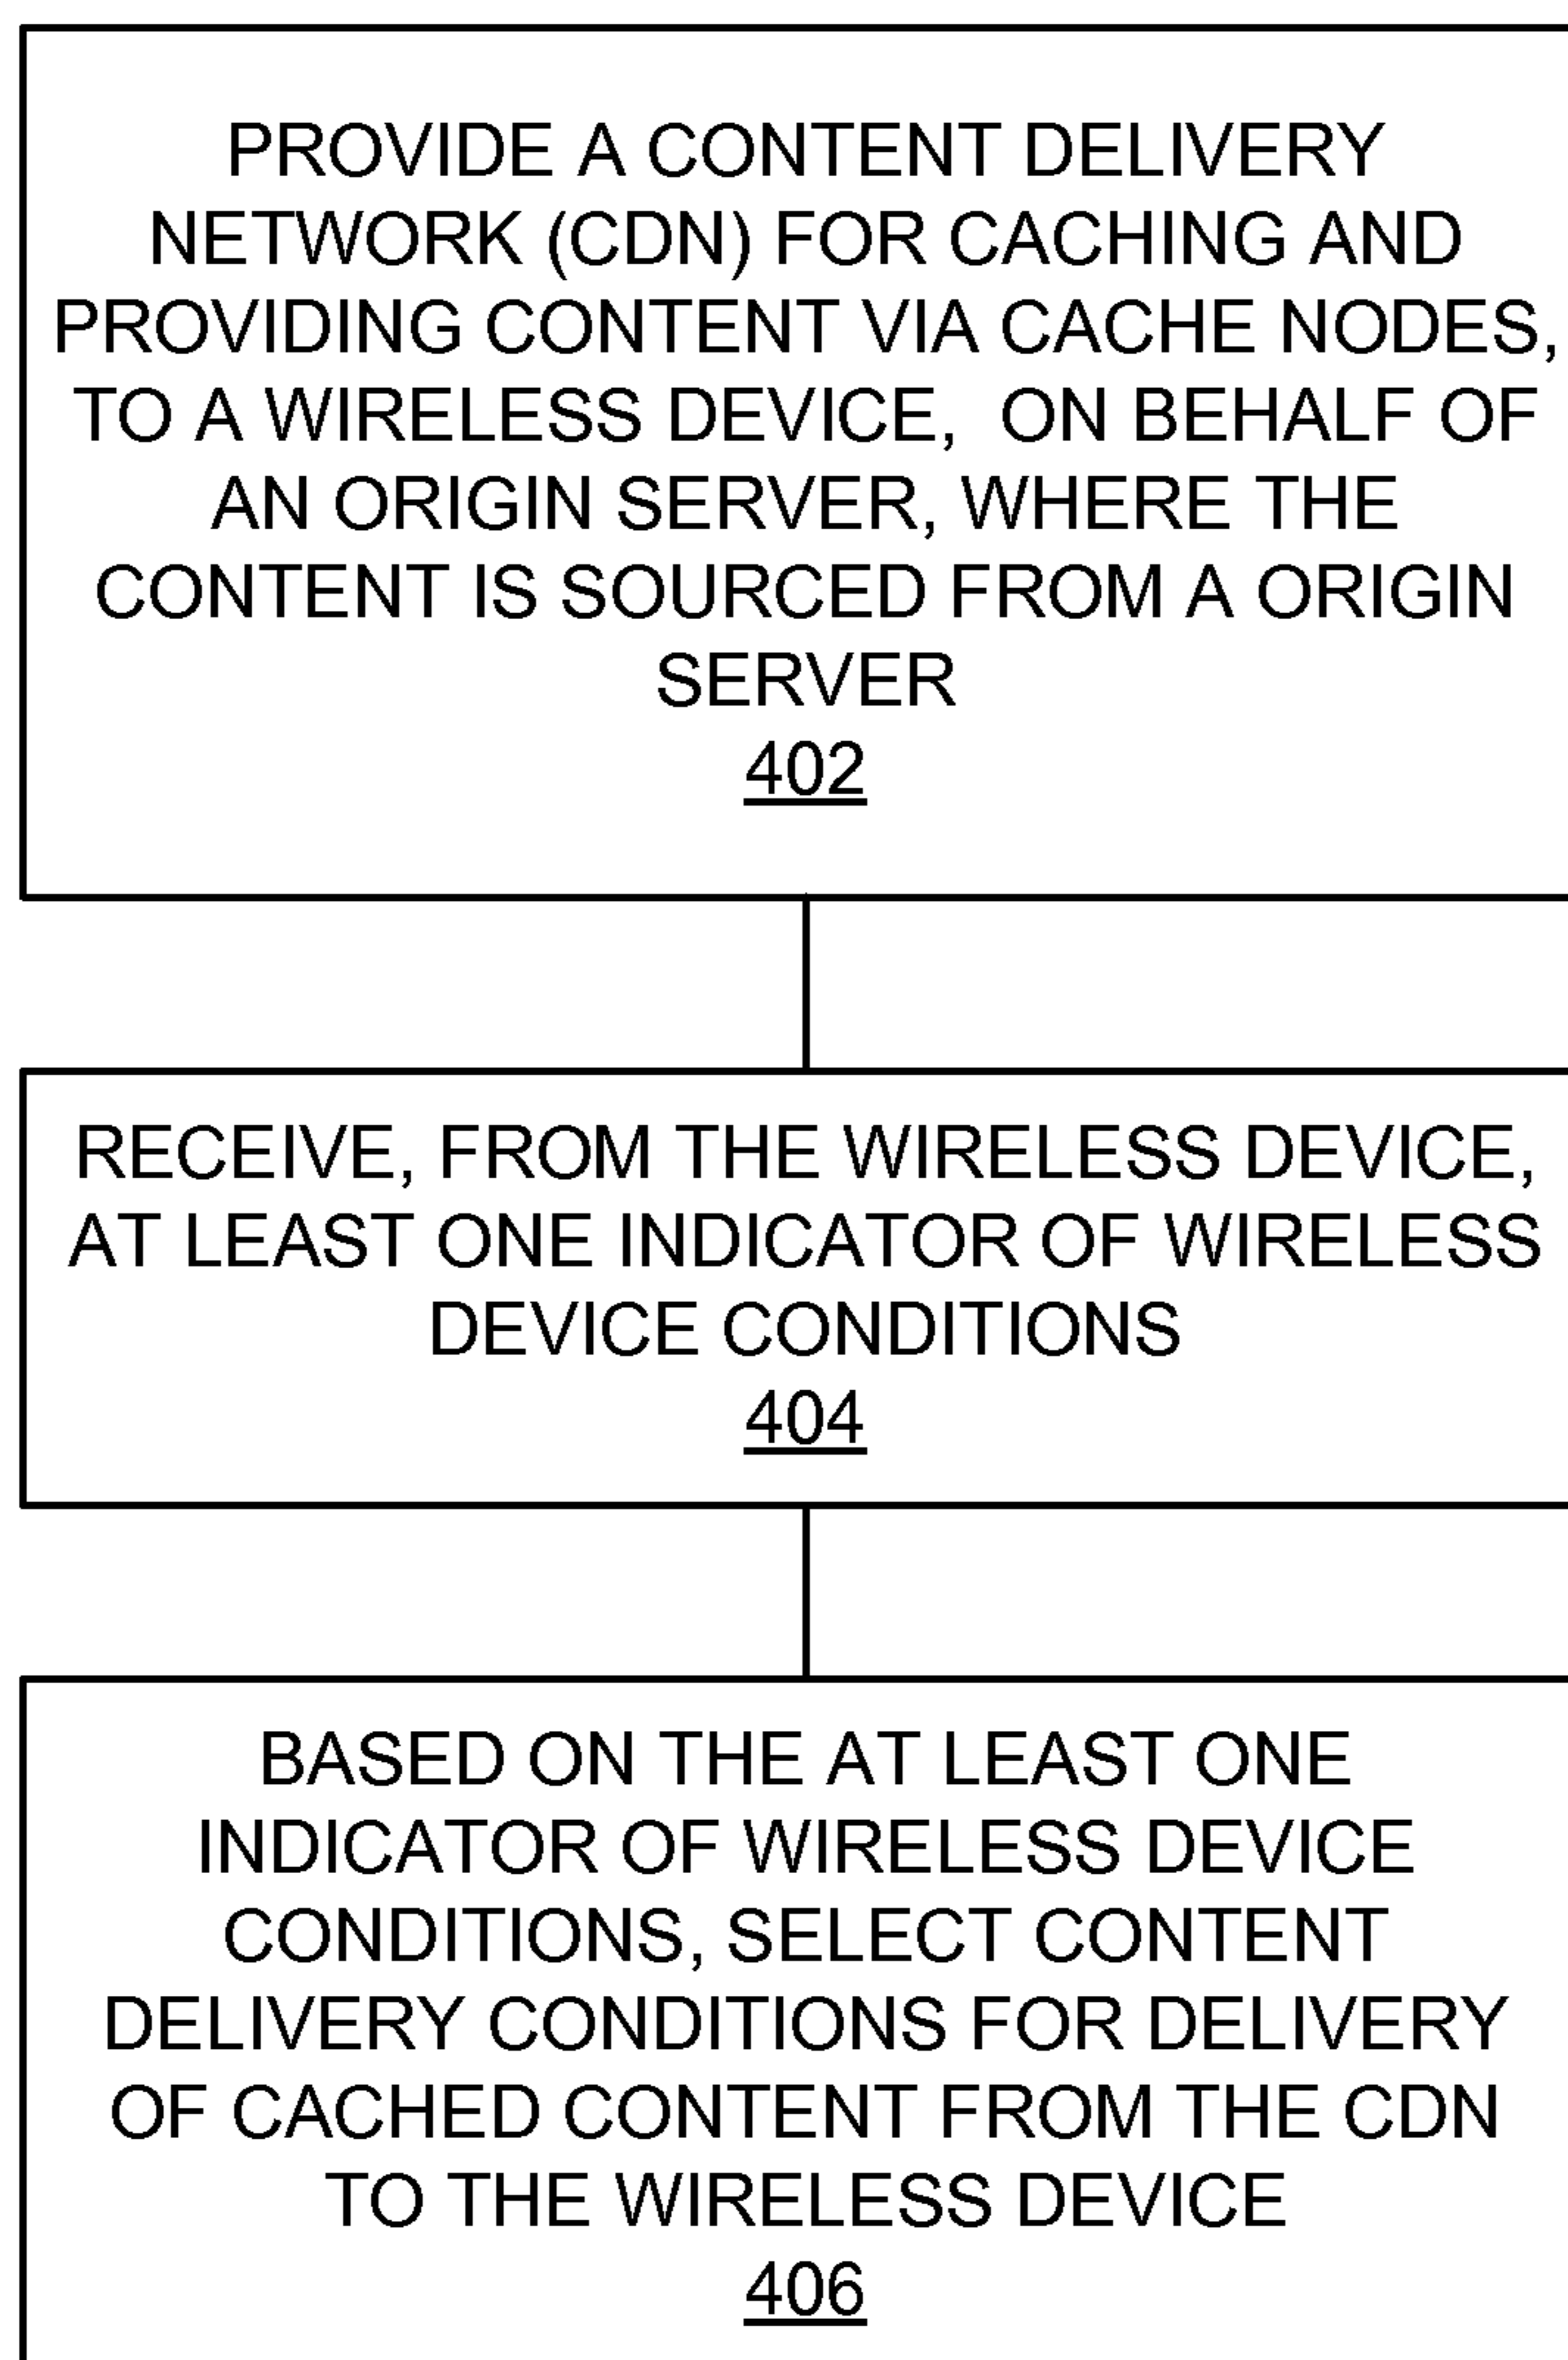 PROVIDE A CONTENT DELIVERY
NETWORK (CDN) FOR CACHING AND
PROVIDING CONTENT VIA CACHE NODES,
TO A WIRELESS DEVICE, ON BEHALF OF
AN ORIGIN SERVER, WHERE THE
CONTENT IS SOURCED FROM A ORIGIN
SERVER
402
RECEIVE, FROM THE WIRELESS DEVICE,
AT LEAST ONE INDICATOR OF WIRELESS
DEVICE CONDITIONS
404
BASED ON THE AT LEAST ONE
INDICATOR OF WIRELESS DEVICE
CONDITIONS, SELECT CONTENT
DELIVERY CONDITIONS FOR DELIVERY
OF CACHED CONTENT FROM THE CDN
TO THE WIRELESS DEVICE
406